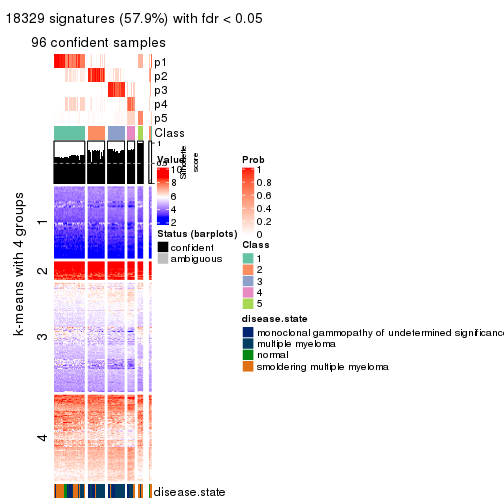 18329 signatures (57.9%) with fdr < 0.05
96 confident samples
p1
p2
p3
p4
p5
Class
1
0.5
Silhouette
score
Value
10
8
6
4
2
Status (barplots)
confident
ambiguous
Prob
1
0.8
0.6
0.4
0.2
0
Class
1
2
3
4
5
disease.state
monoclonal gammopathy of undetermined significance
multiple myeloma
normal
smoldering multiple myeloma
k-means with 4 groups
1
2
3
4
disease.state